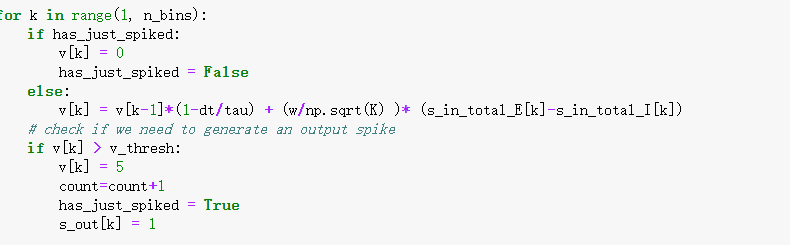 for k in range(1, n_bins):
    if has_just_spiked:
        v[k] = 0
        has_just_spiked = False
    else:
        v[k] = v[k-1]*(1-dt/tau) + (w/np.sqrt(K) )* (s_in_total_E[k]-s_in_total_I[k])
    # check if we need to generate an output spike
    if v[k] > v_thresh:
        v[k] = 5
        count=count+1
        has_just_spiked = True
        s_out[k] = 1